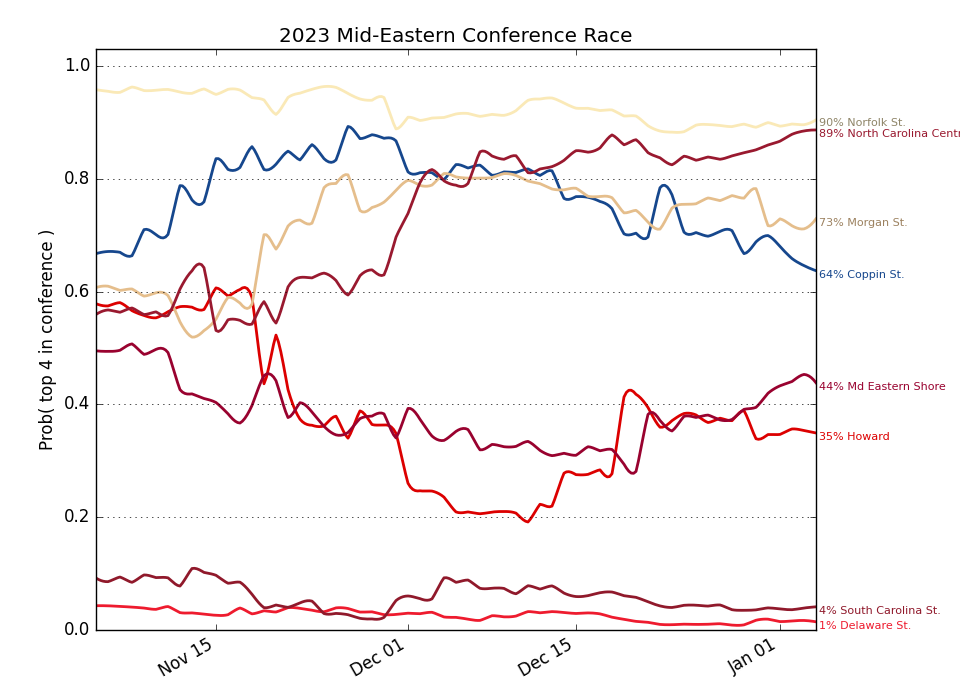 2023 Mid-Eastern Conference Race
Prob( top 4 in conference )
1.0
0.8
0.6
0.4
0.2
0.0
Nov 15
Dec 01
Dec 15
Jan 01
90% Norfolk St.
89% North Carolina Centr
73% Morgan St.
64% Coppin St.
44% Md Eastern Shore
35% Howard
4% South Carolina St.
1% Delaware St.